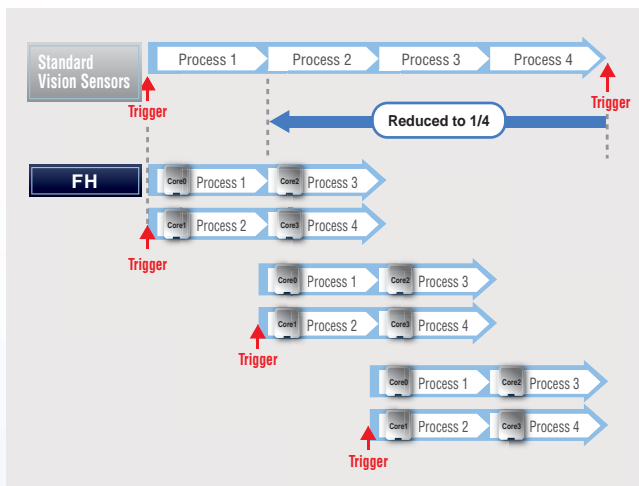 Standard
Vision Sensors
Process 1
Process 2
Process 3
Process 4
Trigger
Trigger
Reduced to 1/4
FH
Core0 Process 1
Core2 Process 3
Core1 Process 2
Core3 Process 4
Trigger
Core0 Process 1
Core2 Process 3
Core1 Process 2
Core3 Process 4
Trigger
Core0 Process 1
Core2 Process 3
Core1 Process 2
Core3 Process 4
Trigger